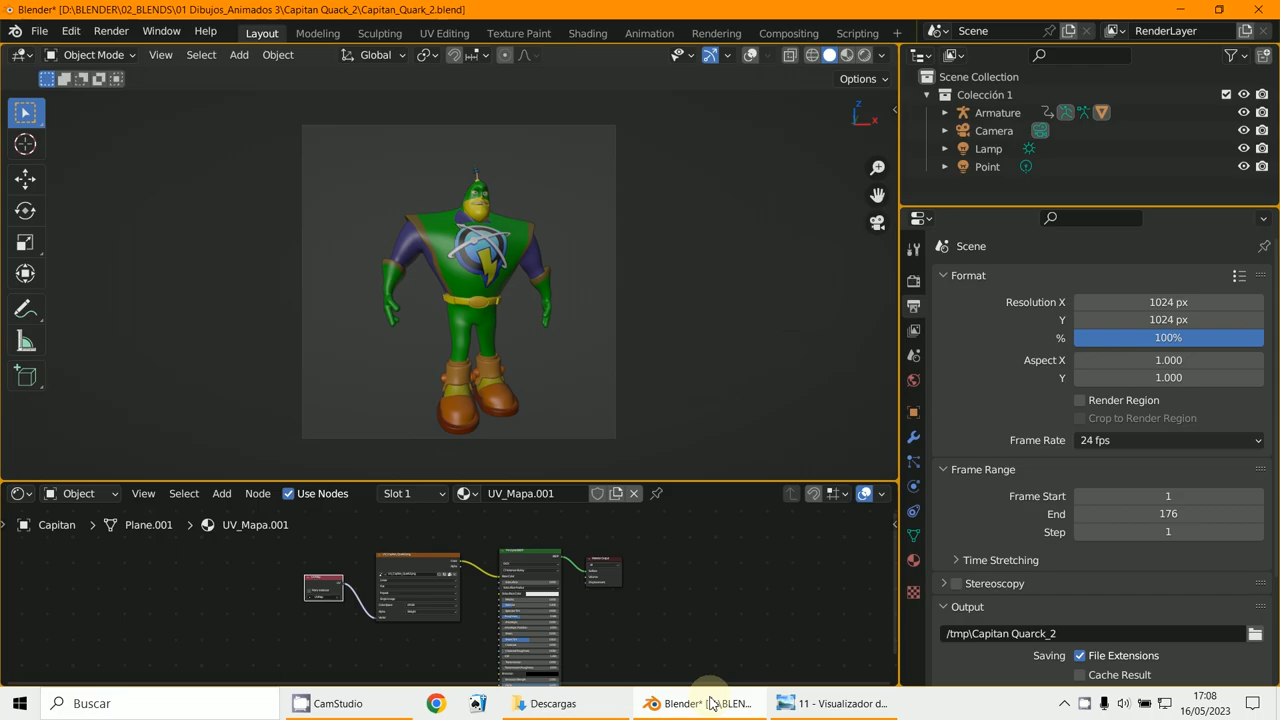 Blender* [D:\BLENDER\02_BLENDS\01 Dibujos_Animados 3\Capitan Quack_2\Capitan_Quark_2.blend]
File Edit Render Window Help Layout Modeling Sculpting UV Editing Texture Paint Shading Animation Rendering Compositing Scripting Scene RenderLayer
Object Mode View Select Add Object Global
Options
Scene Collection
Colección 1
Armature
Camera
Lamp
Point
Z
X
Scene
Format
Resolution X 1024 px
Y 1024 px
% 100%
Aspect X 1.000
Y 1.000
Render Region
Crop to Render Region
Frame Rate 24 fps
Frame Range
Frame Start 1
End 176
Step 1
Time Stretching
Stereoscopy
Output
/tmp\Capitan Quarck_2
Saving File Extensions
Cache Result
Object View Select Add Node Use Nodes Slot 1 UV_Mapa.001
Capitan Plane.001 UV_Mapa.001
Buscar CamStudio Descargas 11 - Visualizador d...
17:08
16/05/2023